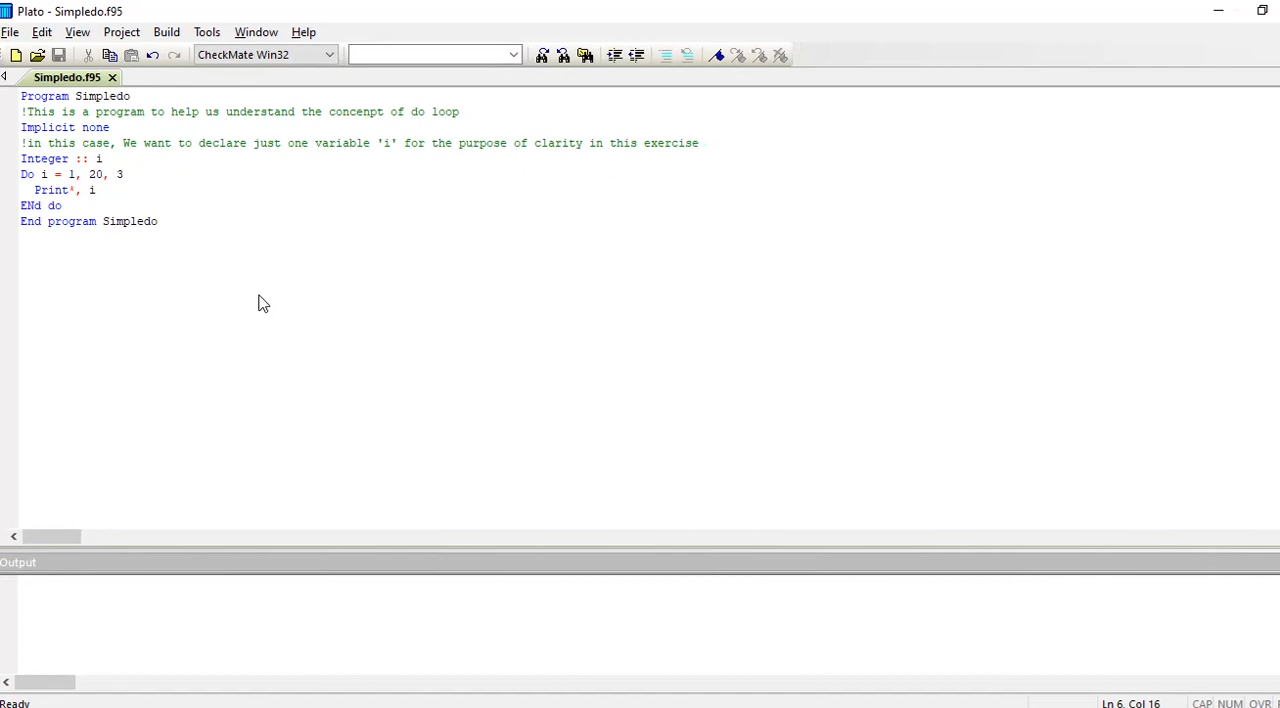 Plato - Simpledo.f95
File Edit View Project Build Tools Window Help
CheckMate Win32
Simpledo.f95
Program Simpledo
!This is a program to help us understand the concenpt of do loop
Implicit none
!in this case, We want to declare just one variable 'i' for the purpose of clarity in this exercise
Integer :: i
Do i = 1, 20, 3
Print*, i
ENd do
End program Simpledo
Output
Ready Ln 6, Col 16 CAP NUM OVR